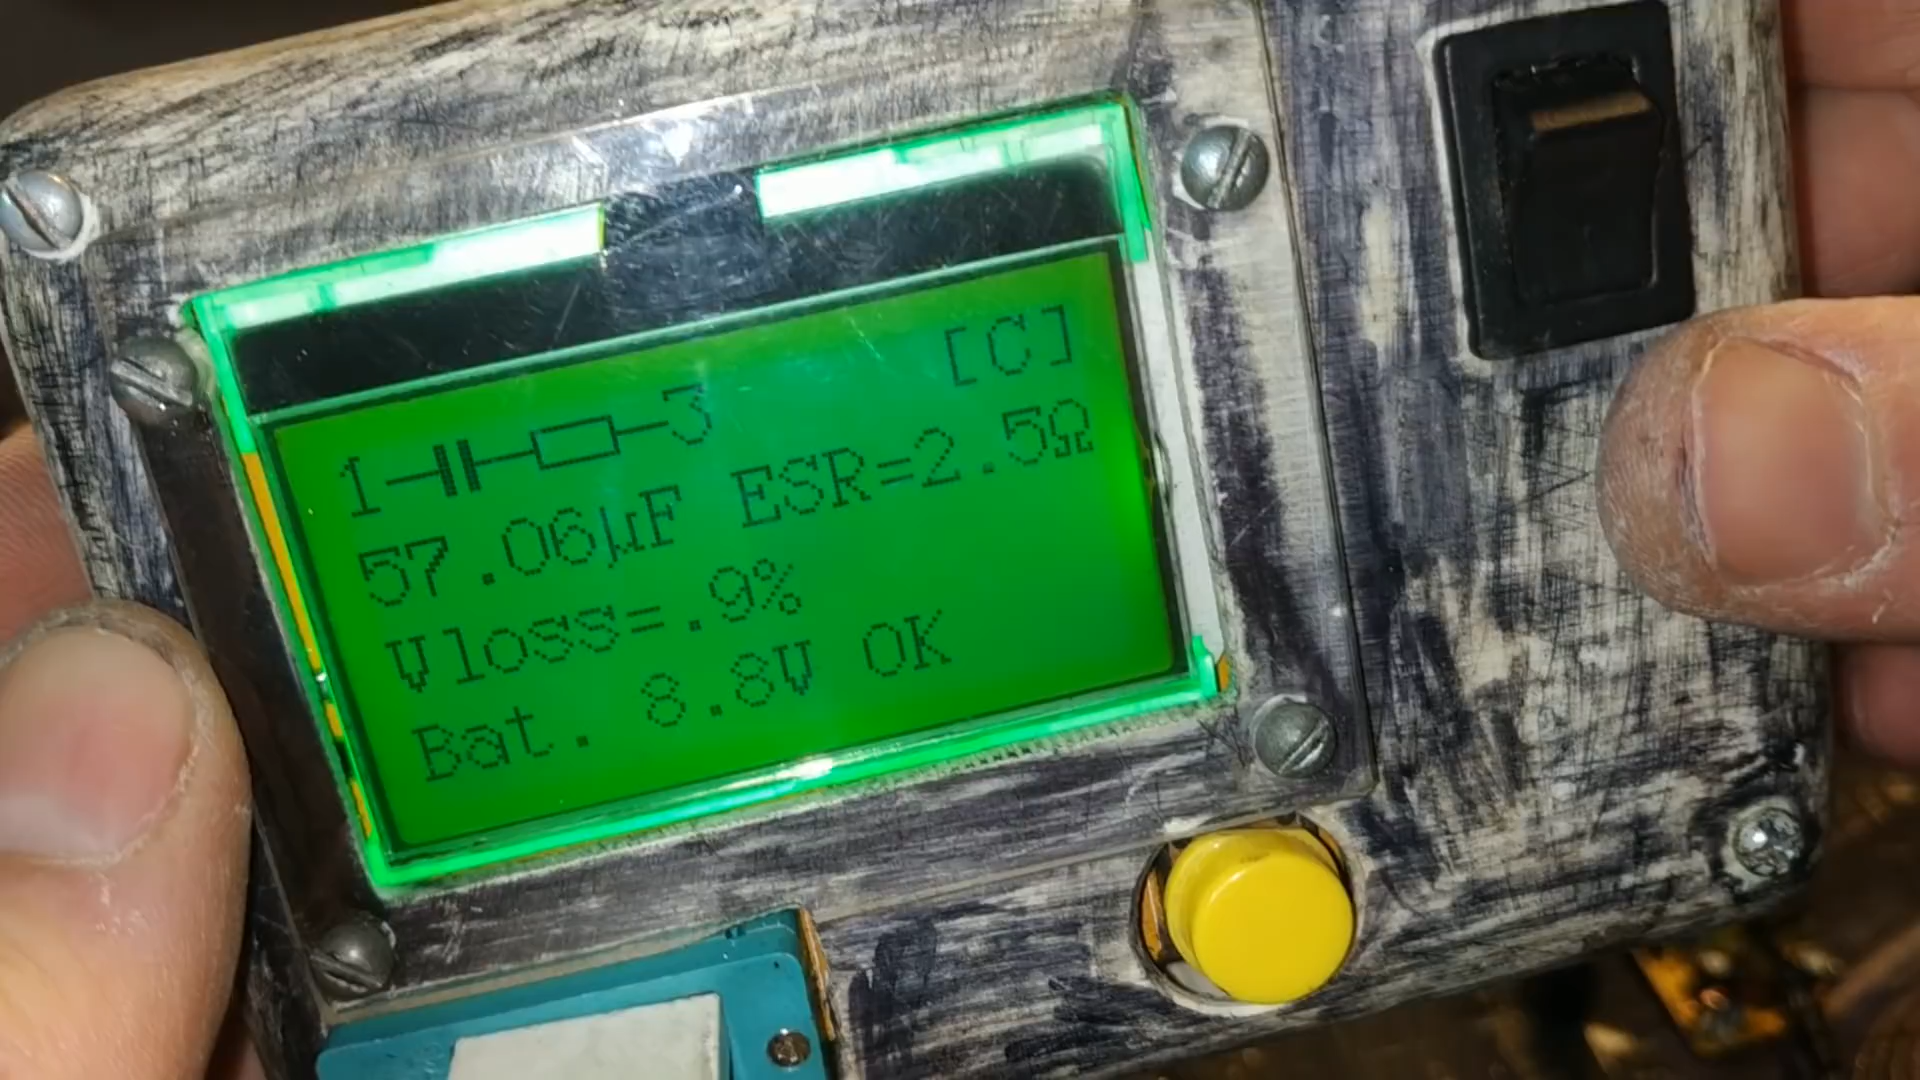 [C]
1 3
57.06µF ESR=2.5Ω
Vloss=.9%
Bat. 8.8V OK